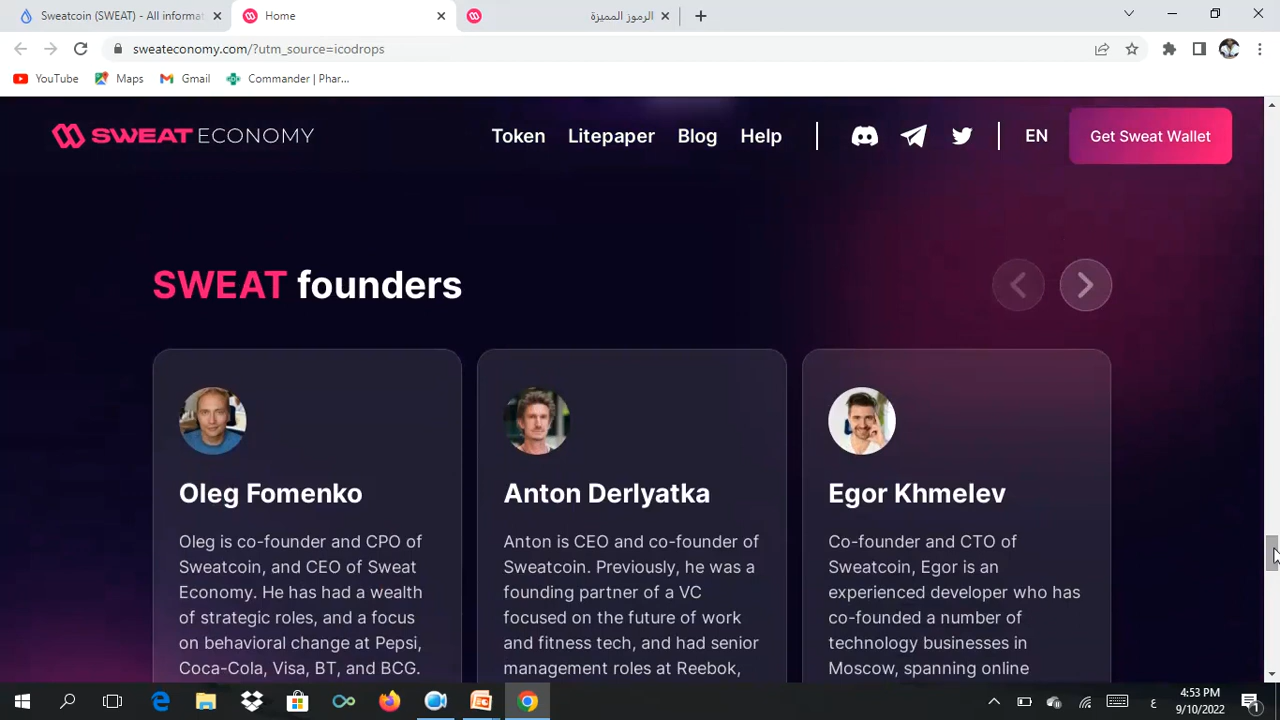 Sweatcoin (SWEAT) - All informat
Home
الرموز المميزة
sweateconomy.com/?utm_source=icodrops
YouTube
Maps
Gmail
Commander | Phar...
SWEAT ECONOMY
Token
Litepaper
Blog
Help
EN
Get Sweat Wallet
SWEAT founders
Oleg Fomenko
Oleg is co-founder and CPO of
Sweatcoin, and CEO of Sweat
Economy. He has had a wealth
of strategic roles, and a focus
on behavioral change at Pepsi,
Coca-Cola, Visa, BT, and BCG.
Anton Derlyatka
Anton is CEO and co-founder of
Sweatcoin. Previously, he was a
founding partner of a VC
focused on the future of work
and fitness tech, and had senior
management roles at Reebok,
Egor Khmelev
Co-founder and CTO of
Sweatcoin, Egor is an
experienced developer who has
co-founded a number of
technology businesses in
Moscow, spanning online
ع
4:53 PM
9/10/2022
1